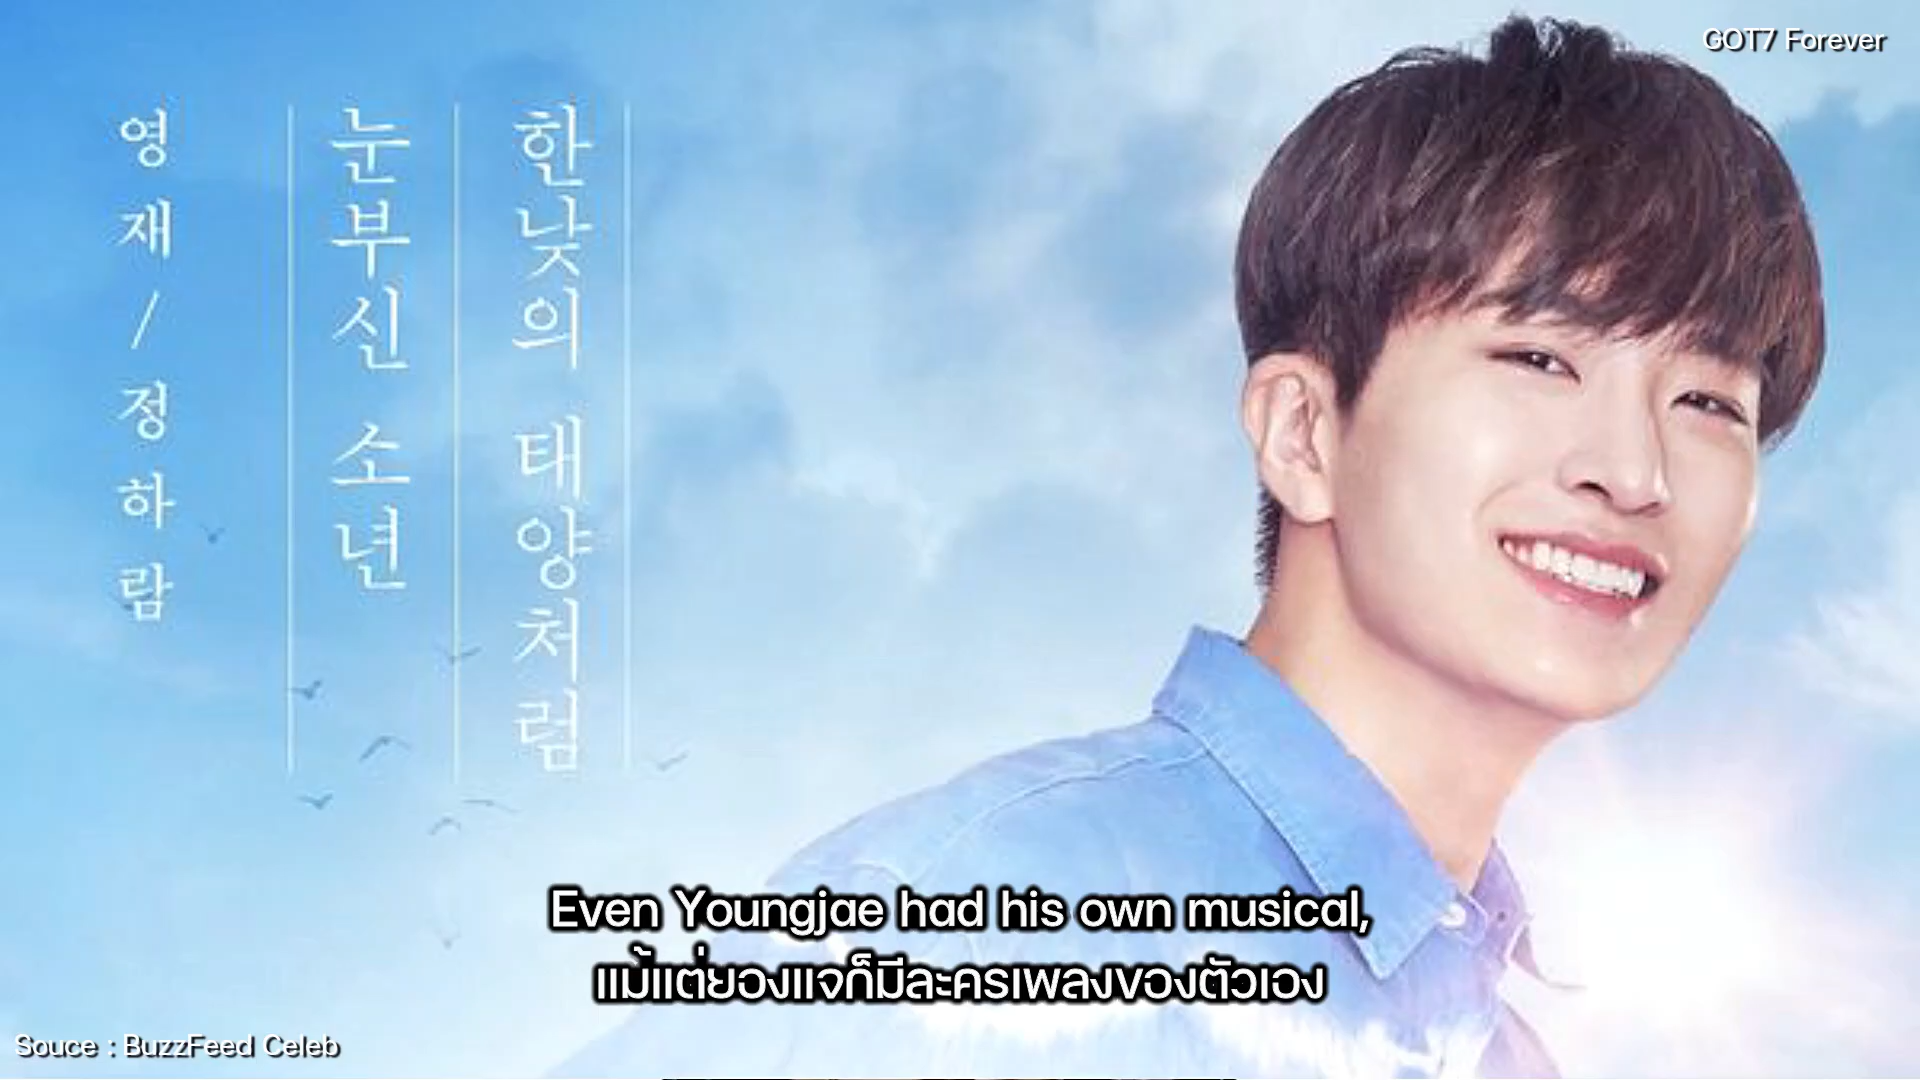 GOT7 Forever
한낮의 태양처럼
눈부신 소년
영재/정하람
Even Youngjae had his own musical,
แม้แต่ยองแจก็มีละครเพลงของตัวเอง
Souce : BuzzFeed Celeb